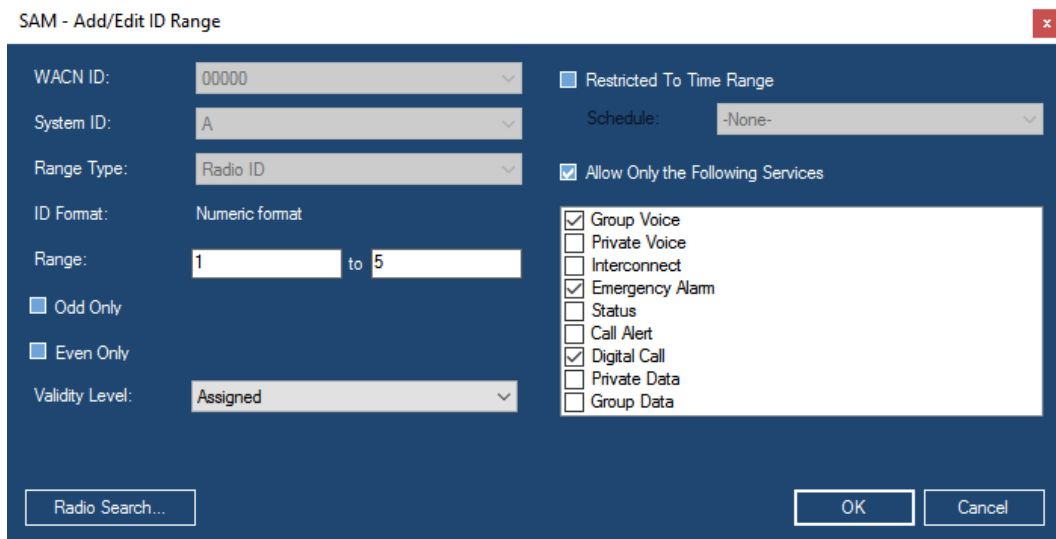 SAM - Add/Edit ID Range
x
WACN ID:
00000
System ID:
A
Range Type:
Radio ID
ID Format:
Numeric format
Range:
1
to
5
Odd Only
Even Only
Validity Level:
Assigned
Restricted To Time Range
Schedule:
-None-
Allow Only the Following Services
Group Voice
Private Voice
Interconnect
Emergency Alarm
Status
Call Alert
Digital Call
Private Data
Group Data
Radio Search...
OK
Cancel